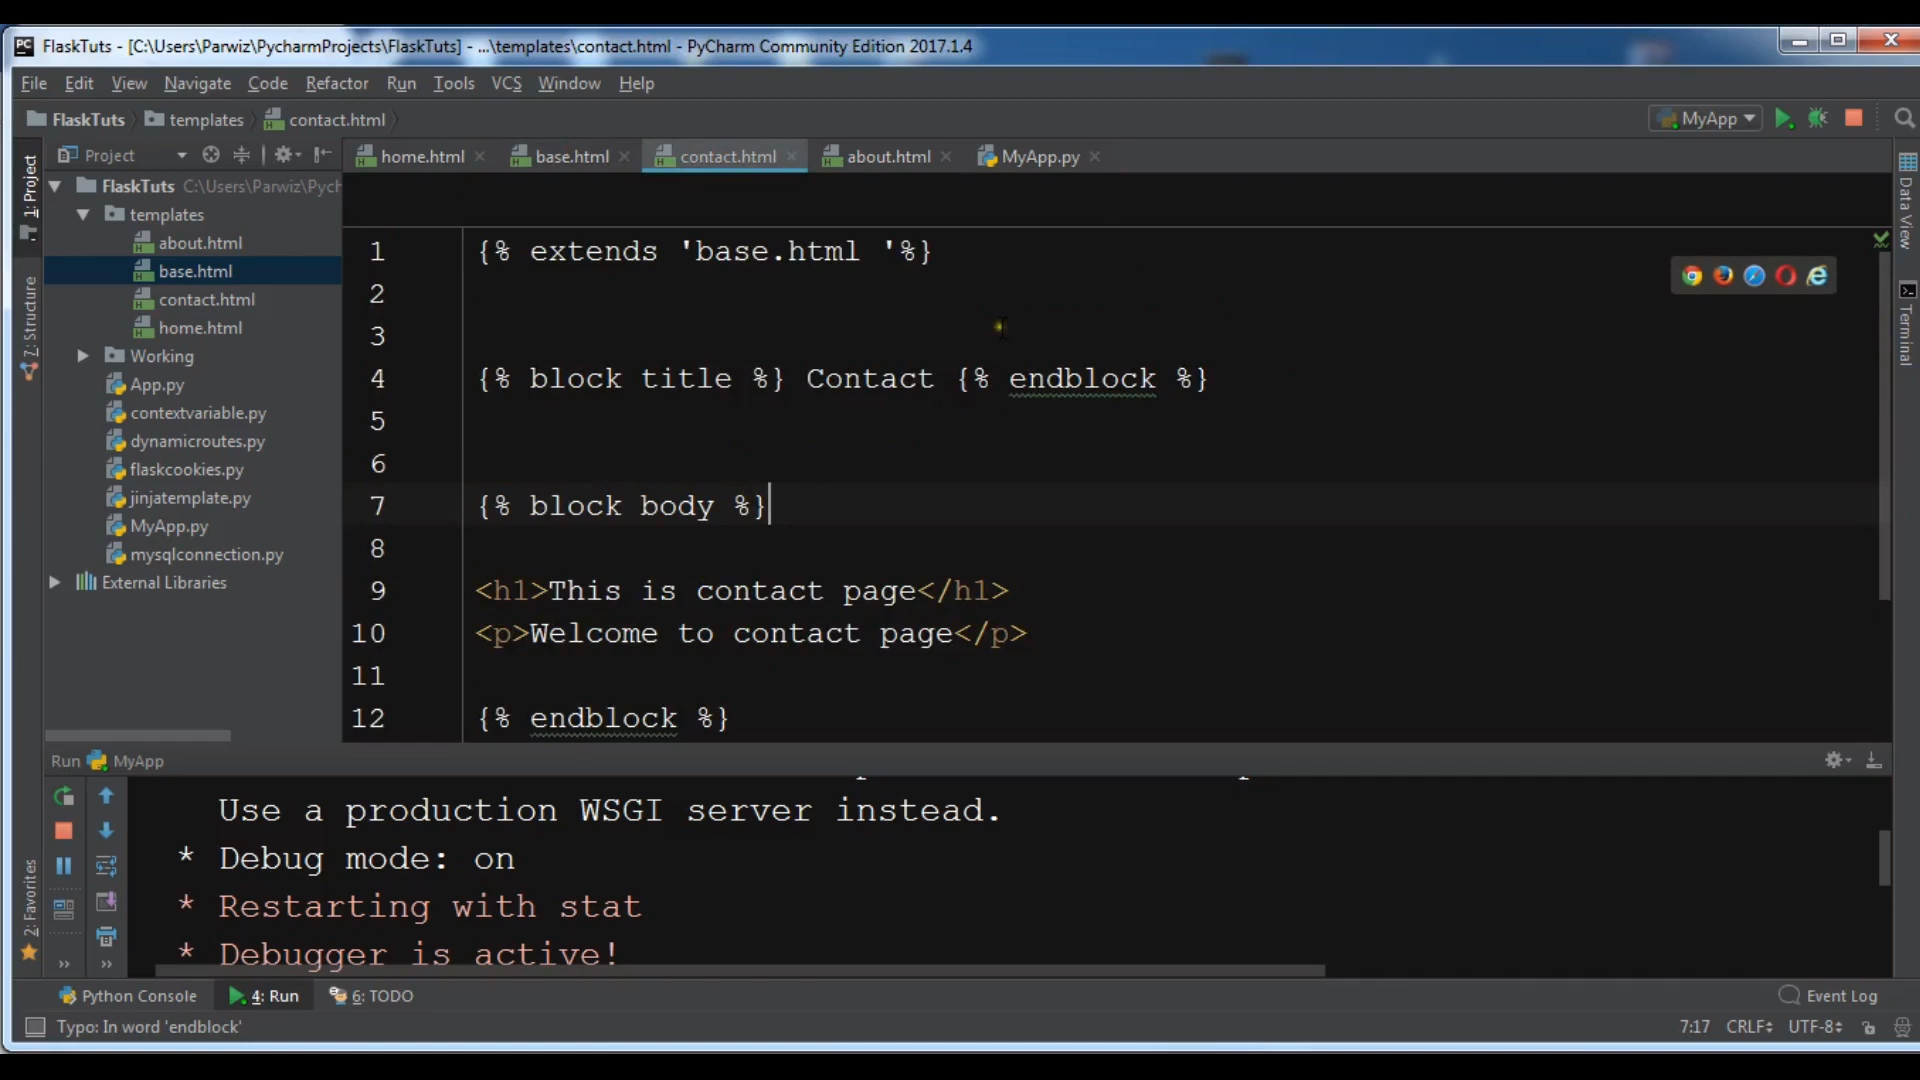 FlaskTuts - [C:\Users\Parwiz\PycharmProjects\FlaskTuts] - ...\templates\contact.html - PyCharm Community Edition 2017.1.4
File Edit View Navigate Code Refactor Run Tools VCS Window Help
FlaskTuts templates contact.html MyApp
Project home.html base.html contact.html about.html MyApp.py
1: Project
7: Structure
2: Favorites
FlaskTuts C:\Users\Parwiz\Pych
templates
about.html
base.html
contact.html
home.html
Working
App.py
contextvariable.py
dynamicroutes.py
flaskcookies.py
jinjatemplate.py
MyApp.py
mysqlconnection.py
External Libraries
1 {% extends 'base.html '%}
2
3
4 {% block title %} Contact {% endblock %}
5
6
7 {% block body %}
8
9 <h1>This is contact page</h1>
10 <p>Welcome to contact page</p>
11
12 {% endblock %}
Data View
Terminal
Run MyApp
Use a production WSGI server instead.
* Debug mode: on
* Restarting with stat
* Debugger is active!
Python Console 4: Run 6: TODO Event Log
Typo: In word 'endblock' 7:17 CRLF UTF-8